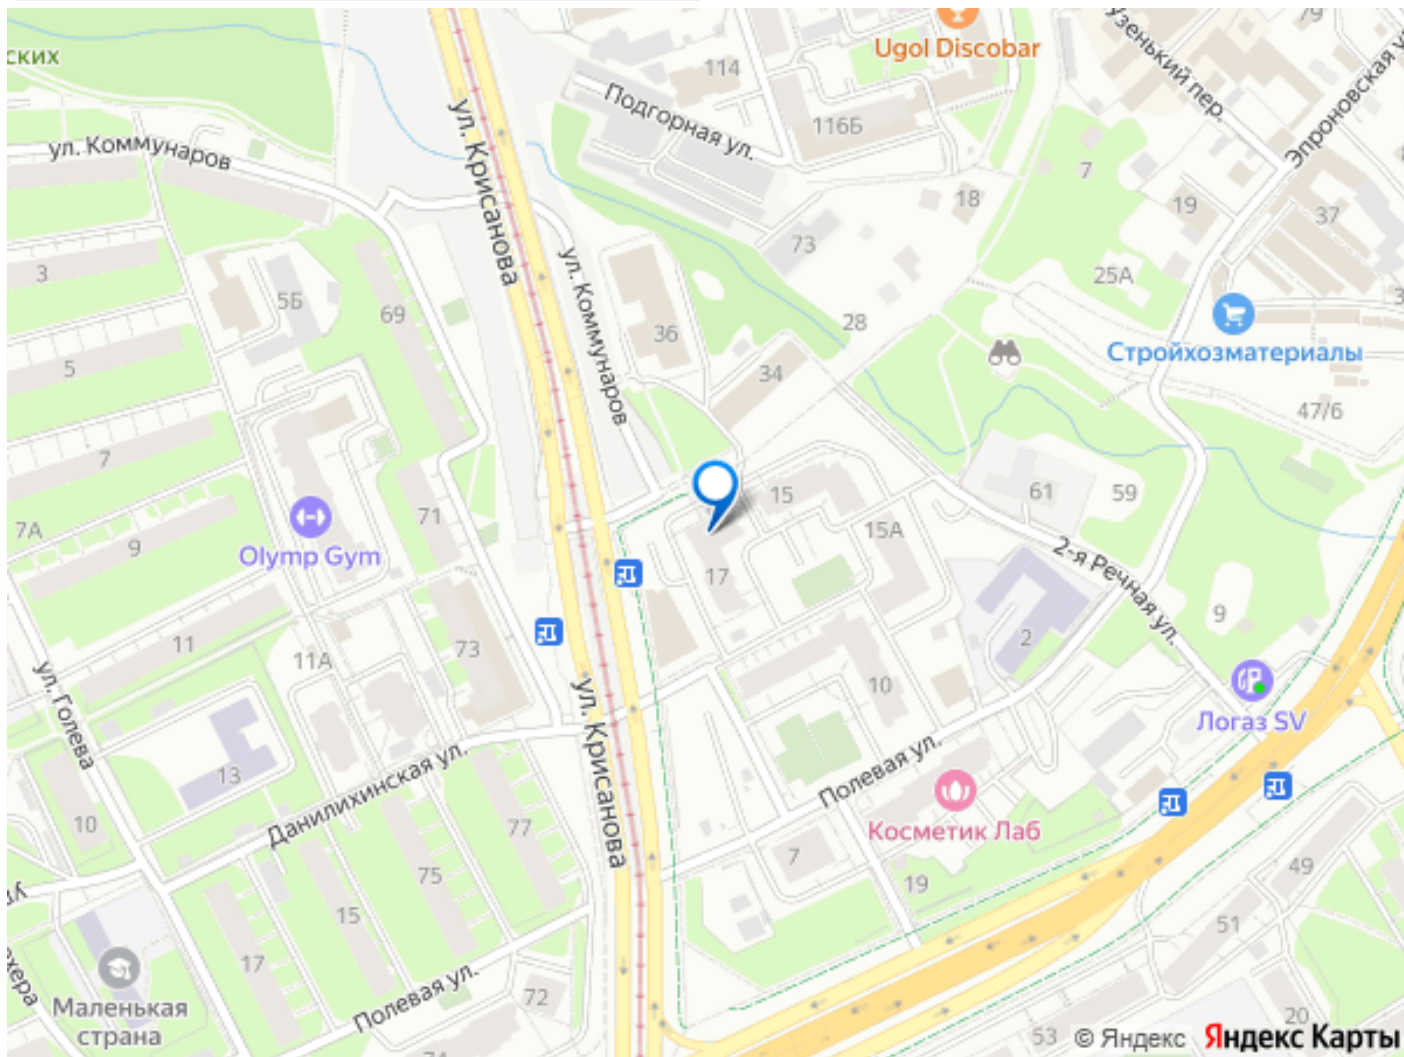 ских
Ugol Discobar
79
Узенький пер.
Эпроновская у
114
Подгорная ул.
116Б
7
ул. Коммунаров
ул. Крисанова
18
19
37
3
5Б
69
73
ул. Коммунаров
25А
36
28
Стройхозматериалы
5
34
47/6
7
71
15
61
59
7А
9
15А
Olymp Gym
17
2-я Речная ул.
11
11А
73
2
9
10
ул. Голева
ул. Крисанова
Логаз SV
13
Данилихинская ул.
Полевая ул.
10
77
Косметик Лаб
7
75
19
49
15
51
17
Маленькая
страна
Полевая ул.
72
74
53
20
© Яндекс
Яндекс Карты